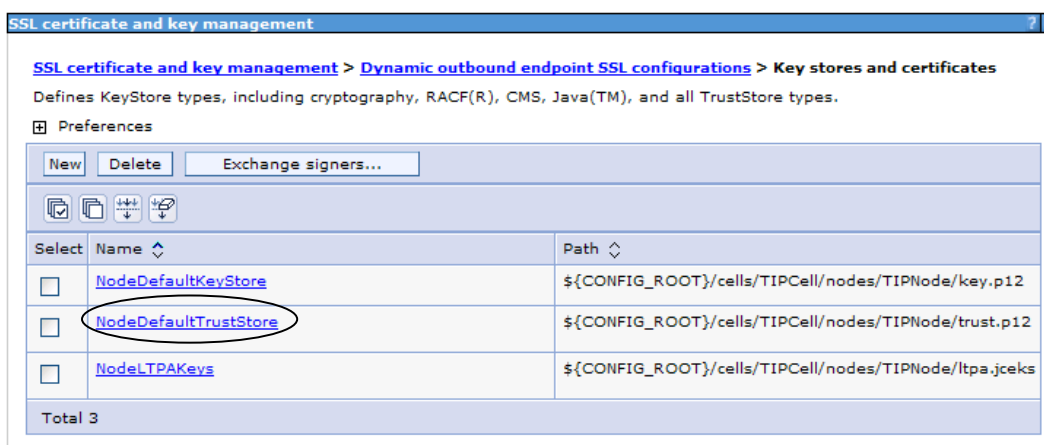 SSL certificate and key management ?
SSL certificate and key management > Dynamic outbound endpoint SSL configurations > Key stores and certificates
Defines KeyStore types, including cryptography, RACF(R), CMS, Java(TM), and all TrustStore types.
Preferences
New Delete Exchange signers...
Select Name Path
NodeDefaultKeyStore ${CONFIG_ROOT}/cells/TIPCell/nodes/TIPNode/key.p12
NodeDefaultTrustStore ${CONFIG_ROOT}/cells/TIPCell/nodes/TIPNode/trust.p12
NodeLTPAKeys ${CONFIG_ROOT}/cells/TIPCell/nodes/TIPNode/ltpa.jceks
Total 3